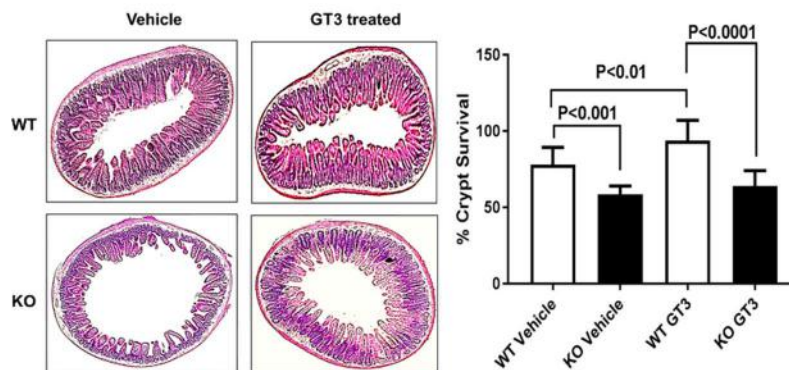 Vehicle
GT3 treated
WT
KO
P<0.0001
P<0.01
P<0.001
% Crypt Survival
150
100
50
0
WT Vehicle
KO Vehicle
WT GT3
KO GT3